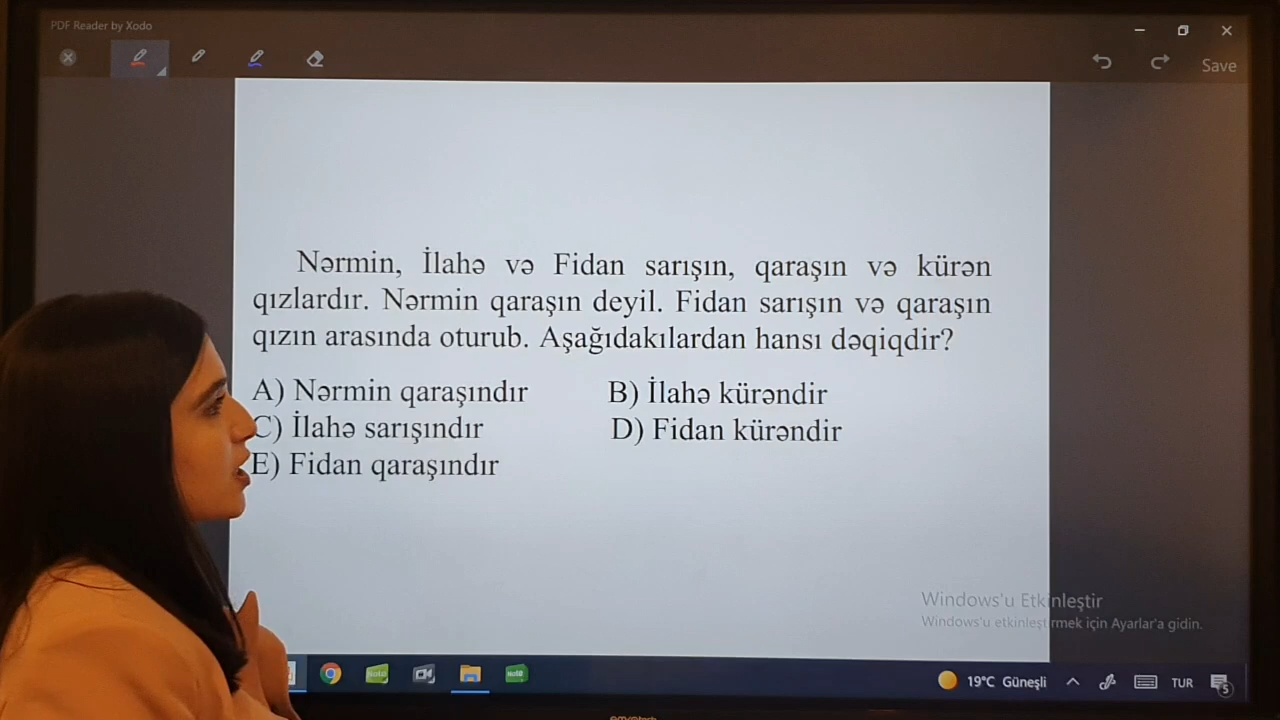 PDF Reader by Xodo
Save
Nərmin, İlahə və Fidan sarışın, qaraşın və kürən
qızlardır. Nərmin qaraşın deyil. Fidan sarışın və qaraşın
qızın arasında oturub. Aşağıdakılardan hansı dəqiqdir?
A) Nərmin qaraşındır B) İlahə kürəndir
C) İlahə sarışındır D) Fidan kürəndir
E) Fidan qaraşındır
Windows'u Etkinleştir
Windows'u etkinleştirmek için Ayarlar'a gidin.
19°C Güneşli TUR 5